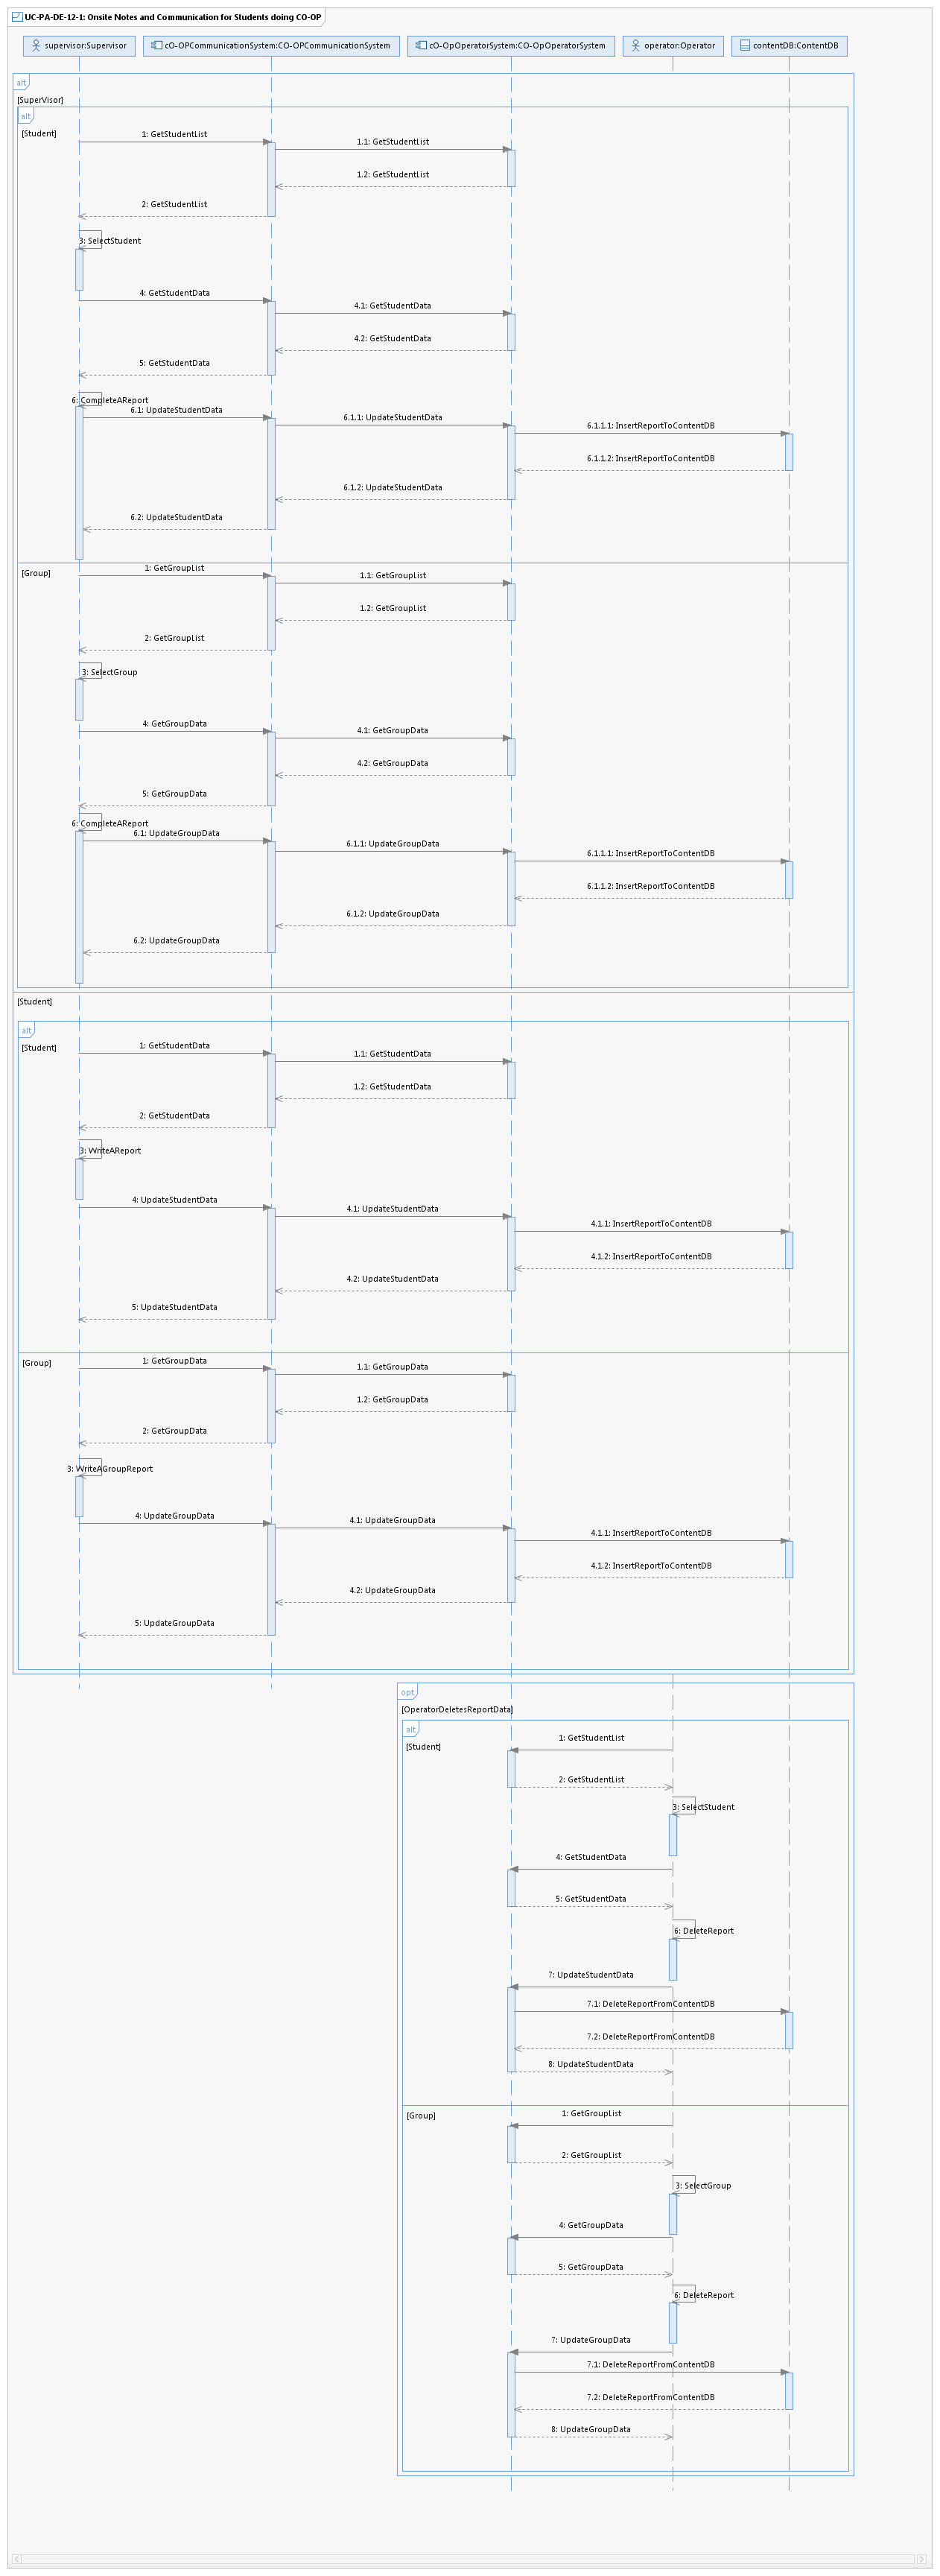 UC-PA-DE-12-1: Onsite Notes and Communication for Students doing CO-OP
supervisor:Supervisor
cO-OPCommunicationSystem:CO-OPCommunicationSystem
cO-OpOperatorSystem:CO-OpOperatorSystem
operator:Operator
contentDB:ContentDB
alt
[SuperVisor]
alt
[Student]
1: GetStudentList
1.1: GetStudentList
1.2: GetStudentList
2: GetStudentList
3: SelectStudent
4: GetStudentData
4.1: GetStudentData
4.2: GetStudentData
5: GetStudentData
6: CompleteAReport
6.1: UpdateStudentData
6.1.1: UpdateStudentData
6.1.1.1: InsertReportToContentDB
6.1.1.2: InsertReportToContentDB
6.1.2: UpdateStudentData
6.2: UpdateStudentData
[Group]
1: GetGroupList
1.1: GetGroupList
1.2: GetGroupList
2: GetGroupList
3: SelectGroup
4: GetGroupData
4.1: GetGroupData
4.2: GetGroupData
5: GetGroupData
6: CompleteAReport
6.1: UpdateGroupData
6.1.1: UpdateGroupData
6.1.1.1: InsertReportToContentDB
6.1.1.2: InsertReportToContentDB
6.1.2: UpdateGroupData
6.2: UpdateGroupData
[Student]
alt
[Student]
1: GetStudentData
1.1: GetStudentData
1.2: GetStudentData
2: GetStudentData
3: WriteAReport
4: UpdateStudentData
4.1: UpdateStudentData
4.1.1: InsertReportToContentDB
4.1.2: InsertReportToContentDB
4.2: UpdateStudentData
5: UpdateStudentData
[Group]
1: GetGroupData
1.1: GetGroupData
1.2: GetGroupData
2: GetGroupData
3: WriteAGroupReport
4: UpdateGroupData
4.1: UpdateGroupData
4.1.1: InsertReportToContentDB
4.1.2: InsertReportToContentDB
4.2: UpdateGroupData
5: UpdateGroupData
opt
[OperatorDeletesReportData]
alt
[Student]
1: GetStudentList
2: GetStudentList
3: SelectStudent
4: GetStudentData
5: GetStudentData
6: DeleteReport
7: UpdateStudentData
7.1: DeleteReportFromContentDB
7.2: DeleteReportFromContentDB
8: UpdateStudentData
[Group]
1: GetGroupList
2: GetGroupList
3: SelectGroup
4: GetGroupData
5: GetGroupData
6: DeleteReport
7: UpdateGroupData
7.1: DeleteReportFromContentDB
7.2: DeleteReportFromContentDB
8: UpdateGroupData